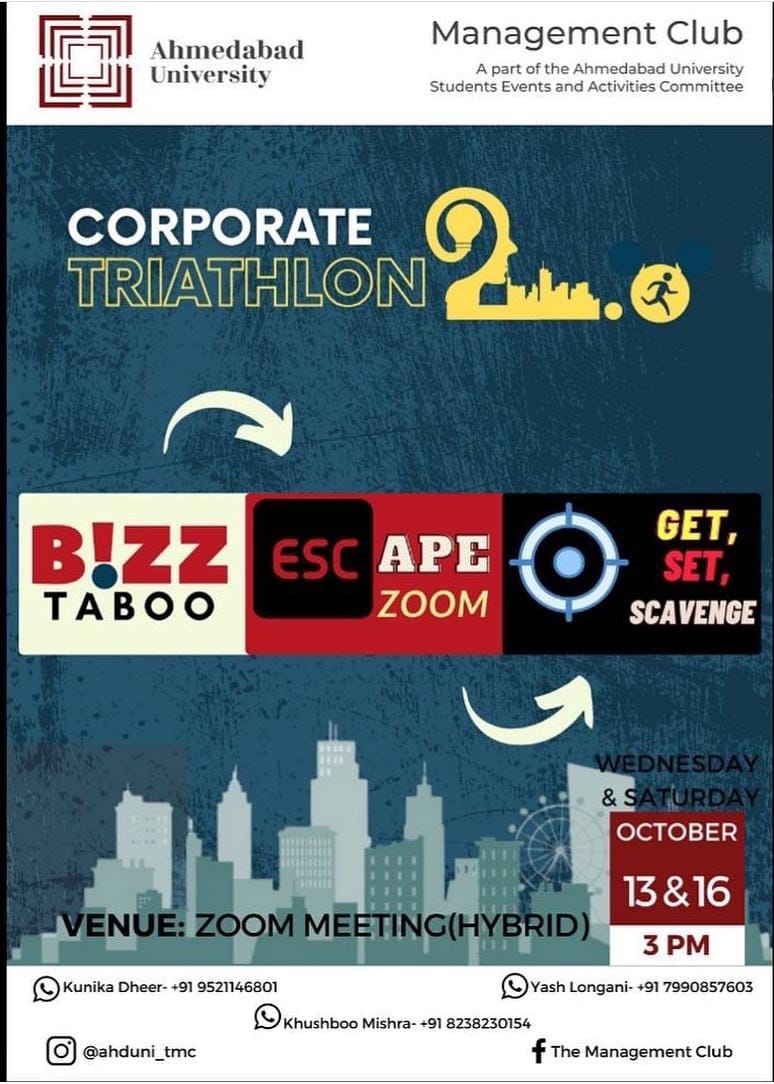 Ahmedabad
University
Management Club
A part of the Ahmedabad University
Students Events and Activities Committee
CORPORATE
TRIATHLON 2.0
B!ZZ
TABOO
ESC APE
ZOOM
GET,
SET,
SCAVENGE
WEDNESDAY
& SATURDAY
OCTOBER
13 & 16
3 PM
VENUE: ZOOM MEETING(HYBRID)
Kunika Dheer- +91 9521146801
Yash Longani- +91 7990857603
Khushboo Mishra- +91 8238230154
@ahduni_tmc
The Management Club